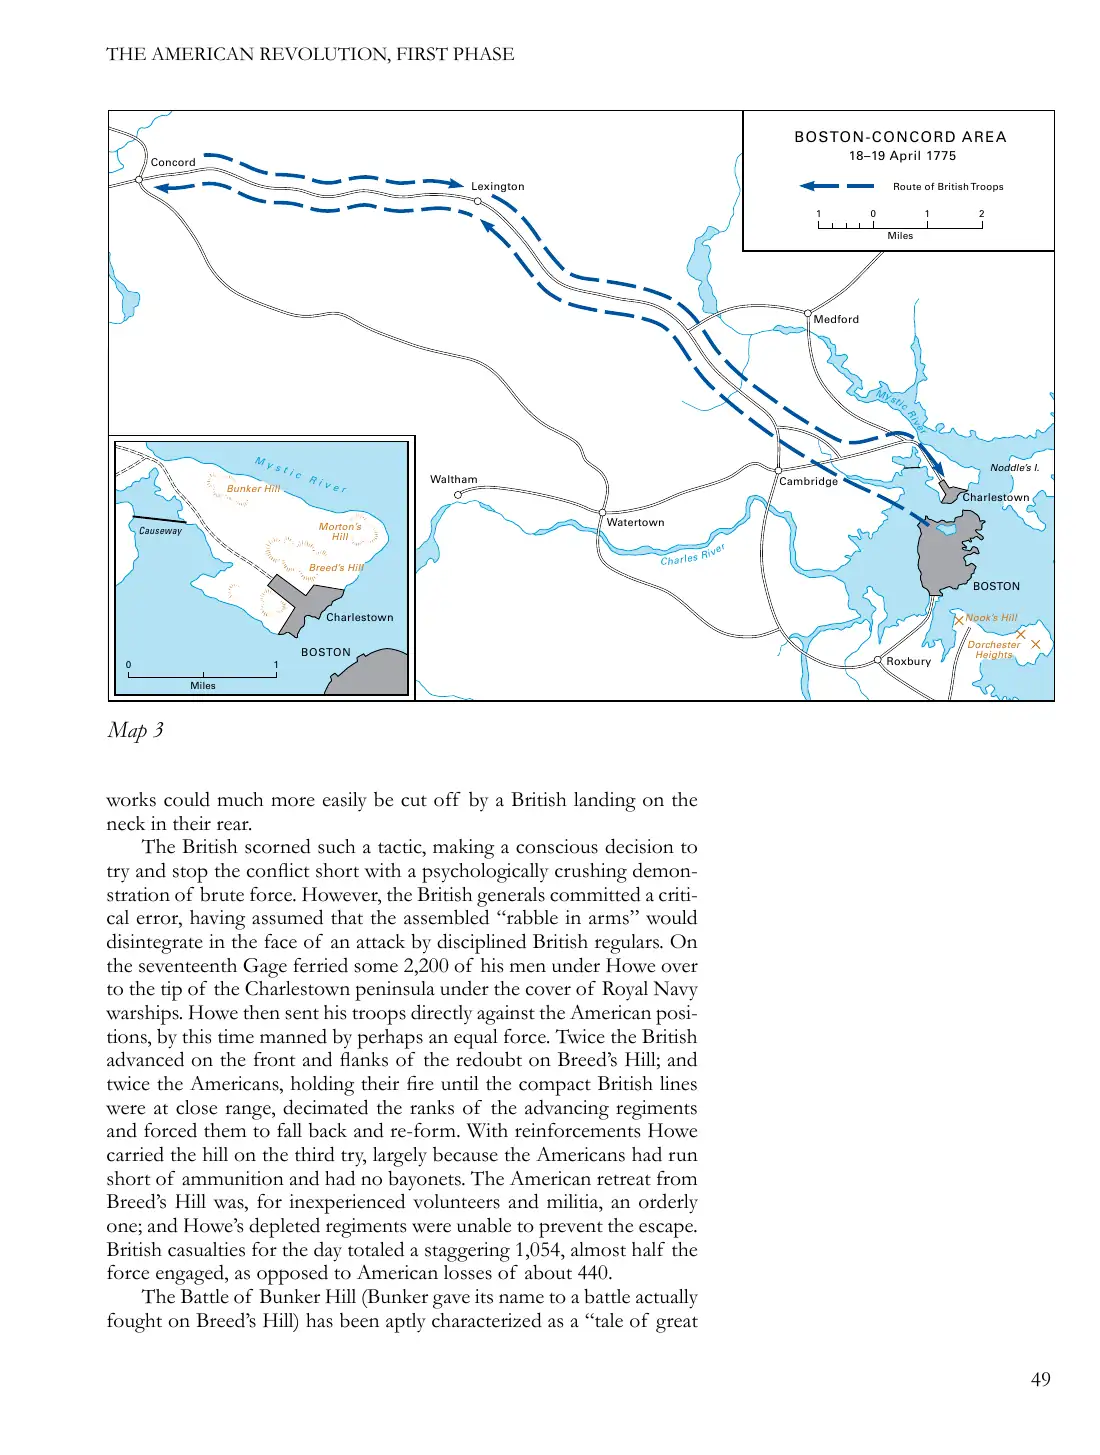 THE AMERICAN REVOLUTION, FIRST PHASE
BOSTON-CONCORD AREA
18–19 April 1775
Route of British Troops
1 0 1 2
Miles
Concord
Lexington
Medford
Mystic River
Noddle’s I.
Charlestown
Cambridge
Waltham
Watertown
Charles River
BOSTON
Nook’s Hill
Dorchester
Heights
Roxbury
Mystic River
Bunker Hill
Causeway
Morton’s
Hill
Breed’s Hill
Charlestown
BOSTON
0 1
Miles
Map 3
works could much more easily be cut off by a British landing on the
neck in their rear.
The British scorned such a tactic, making a conscious decision to
try and stop the conflict short with a psychologically crushing demon-
stration of brute force. However, the British generals committed a criti-
cal error, having assumed that the assembled “rabble in arms” would
disintegrate in the face of an attack by disciplined British regulars. On
the seventeenth Gage ferried some 2,200 of his men under Howe over
to the tip of the Charlestown peninsula under the cover of Royal Navy
warships. Howe then sent his troops directly against the American posi-
tions, by this time manned by perhaps an equal force. Twice the British
advanced on the front and flanks of the redoubt on Breed’s Hill; and
twice the Americans, holding their fire until the compact British lines
were at close range, decimated the ranks of the advancing regiments
and forced them to fall back and re-form. With reinforcements Howe
carried the hill on the third try, largely because the Americans had run
short of ammunition and had no bayonets. The American retreat from
Breed’s Hill was, for inexperienced volunteers and militia, an orderly
one; and Howe’s depleted regiments were unable to prevent the escape.
British casualties for the day totaled a staggering 1,054, almost half the
force engaged, as opposed to American losses of about 440.
The Battle of Bunker Hill (Bunker gave its name to a battle actually
fought on Breed’s Hill) has been aptly characterized as a “tale of great
49